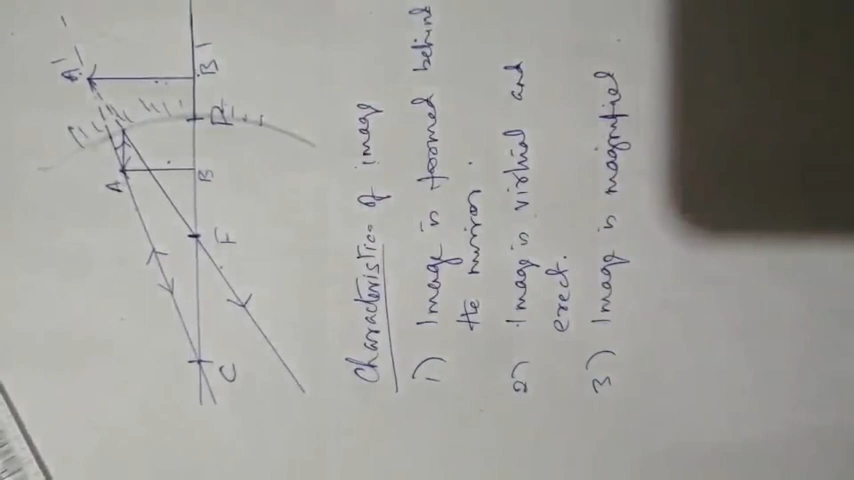 A'
B'
P
A
B
F
C
Characteristics of image
1) Image is formed behind
the mirror.
2) Image is virtual and
erect.
3) Image is magnified.